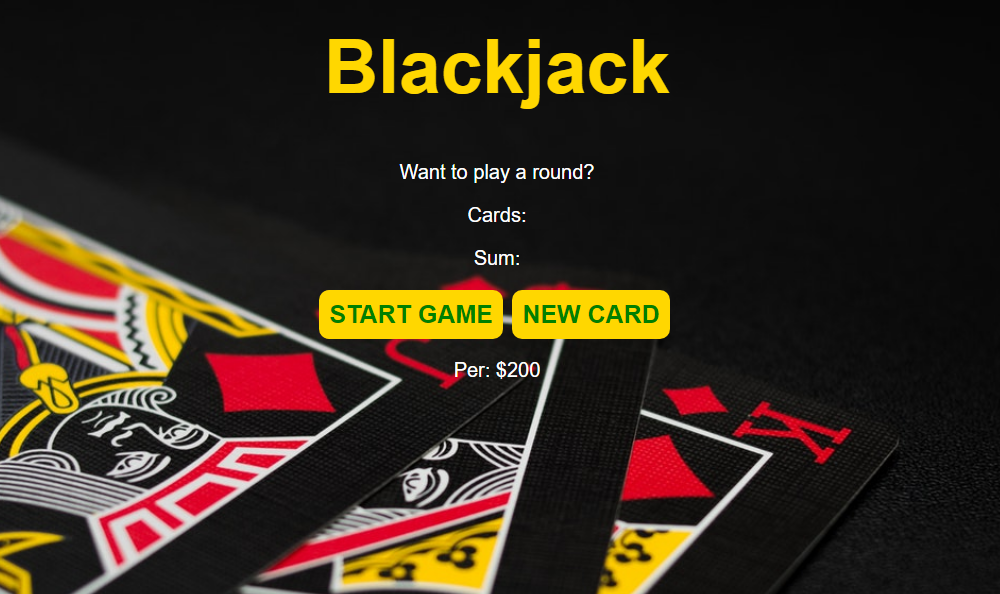 Blackjack
Want to play a round?
Cards:
Sum:
START GAME NEW CARD
Per: $200
J
K